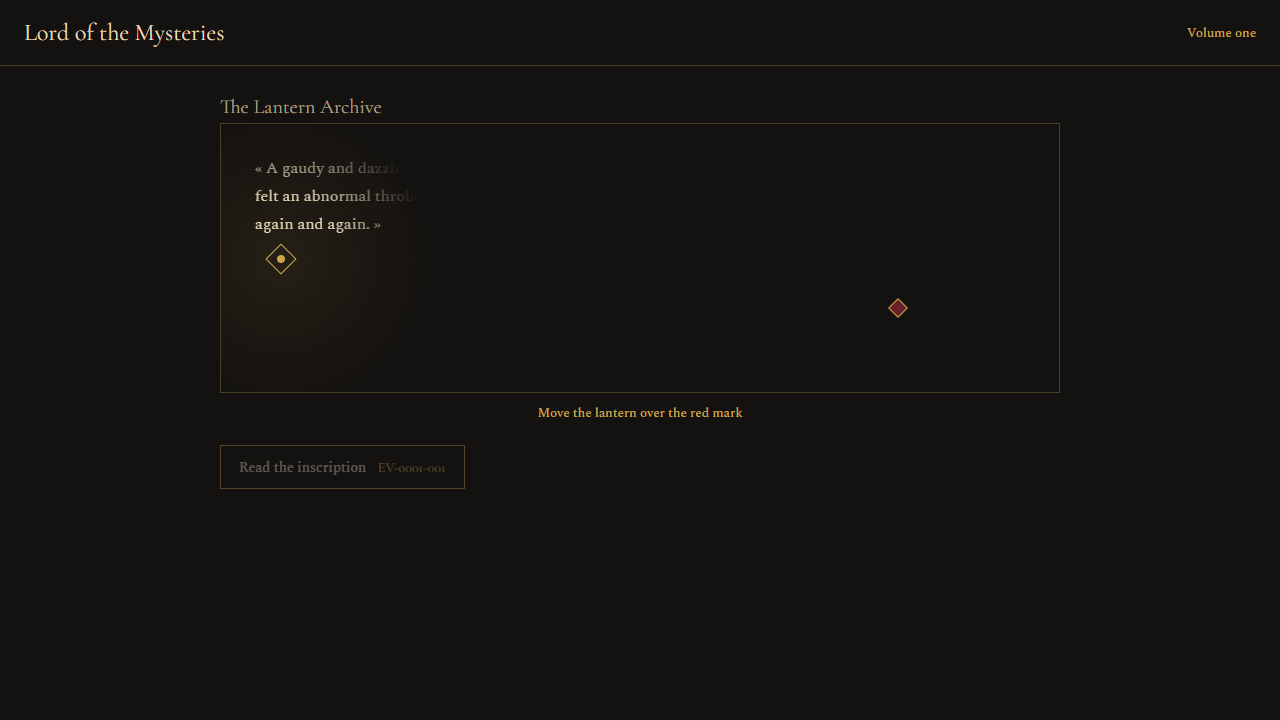 Lord of the Mysteries
Volume one
The Lantern Archive
« A gaudy and
felt an abnormal
again and again. »
Move the lantern over the red mark
Read the inscription EV-0001-001